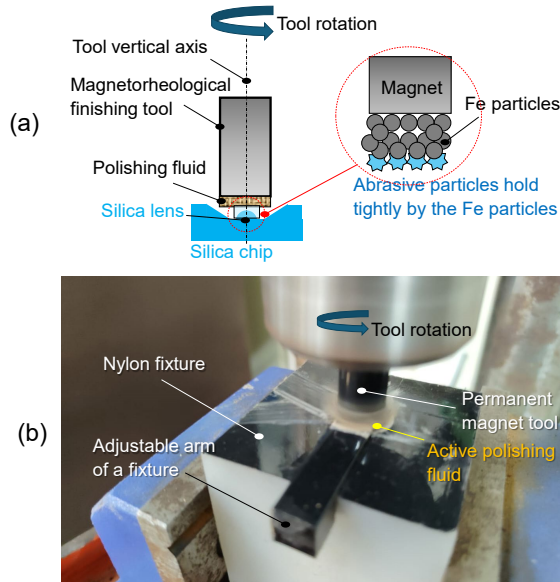 Tool rotation
Tool vertical axis
Magnetorheological
finishing tool
(a)
Magnet
Fe particles
Polishing fluid
Silica lens
Abrasive particles hold
tightly by the Fe particles
Silica chip
Tool rotation
Nylon fixture
Permanent
magnet tool
(b)
Adjustable arm
of a fixture
Active polishing
fluid